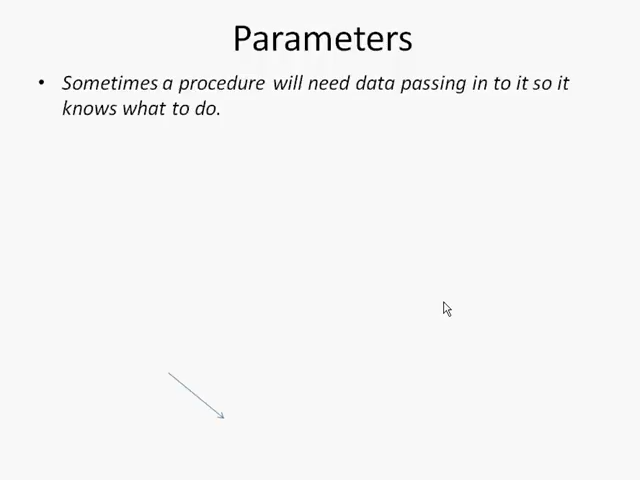 Parameters
• Sometimes a procedure will need data passing in to it so it
knows what to do.